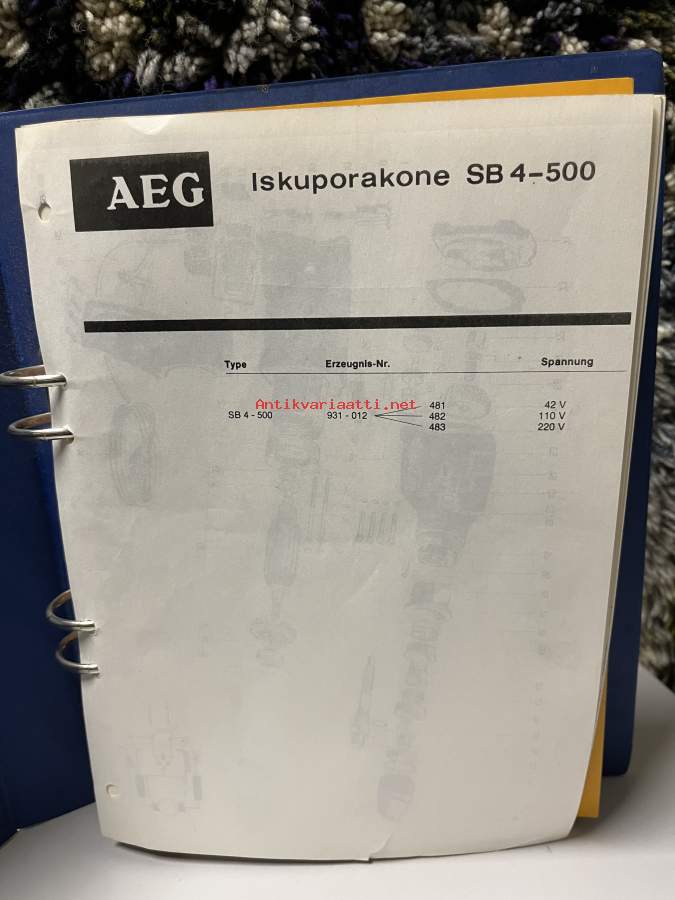 AEG
Iskuporakone SB 4-500
Type Erzeugnis-Nr. Spannung
Antikvariaatti.net
481 42 V
SB 4 - 500 931 - 012 482 110 V
483 220 V